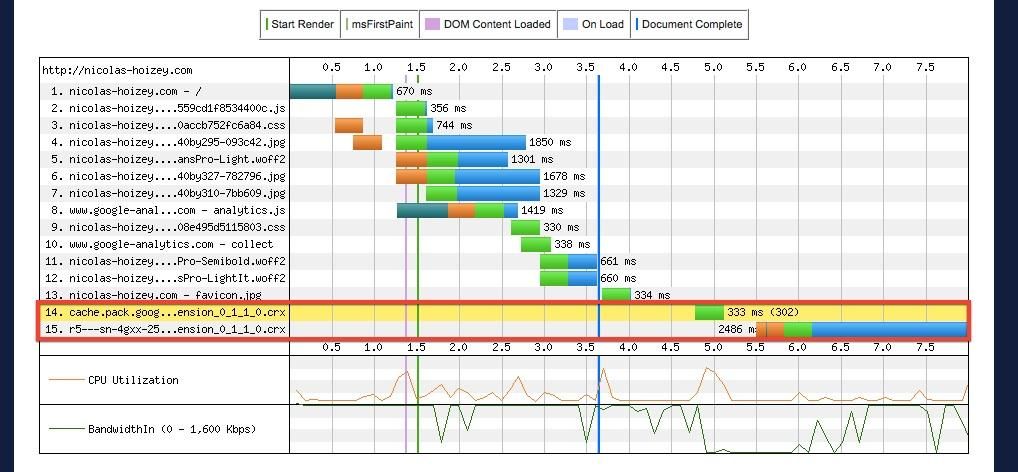 Start Render msFirstPaint DOM Content Loaded On Load Document Complete
http://nicolas-hoizey.com 0.5 1.0 1.5 2.0 2.5 3.0 3.5 4.0 4.5 5.0 5.5 6.0 6.5 7.0 7.5
1. nicolas-hoizey.com - / 670 ms
2. nicolas-hoizey....559cd1f8534400c.js 356 ms
3. nicolas-hoizey....0accb752fc6a84.css 744 ms
4. nicolas-hoizey....40by295-093c42.jpg 1850 ms
5. nicolas-hoizey....ansPro-Light.woff2 1301 ms
6. nicolas-hoizey....40by327-782796.jpg 1678 ms
7. nicolas-hoizey....40by310-7bb609.jpg 1329 ms
8. www.google-anal...com - analytics.js 1419 ms
9. nicolas-hoizey....08e495d5115803.css 330 ms
10. www.google-analytics.com - collect 338 ms
11. nicolas-hoizey....Pro-Semibold.woff2 661 ms
12. nicolas-hoizey....sPro-LightIt.woff2 660 ms
13. nicolas-hoizey.com - favicon.jpg 334 ms
14. cache.pack.goog...ension_0_1_1_0.crx 333 ms (302)
15. r5---sn-4gxx-25...ension_0_1_1_0.crx 2486 ms
0.5 1.0 1.5 2.0 2.5 3.0 3.5 4.0 4.5 5.0 5.5 6.0 6.5 7.0 7.5
CPU Utilization
BandwidthIn (0 - 1,600 Kbps)